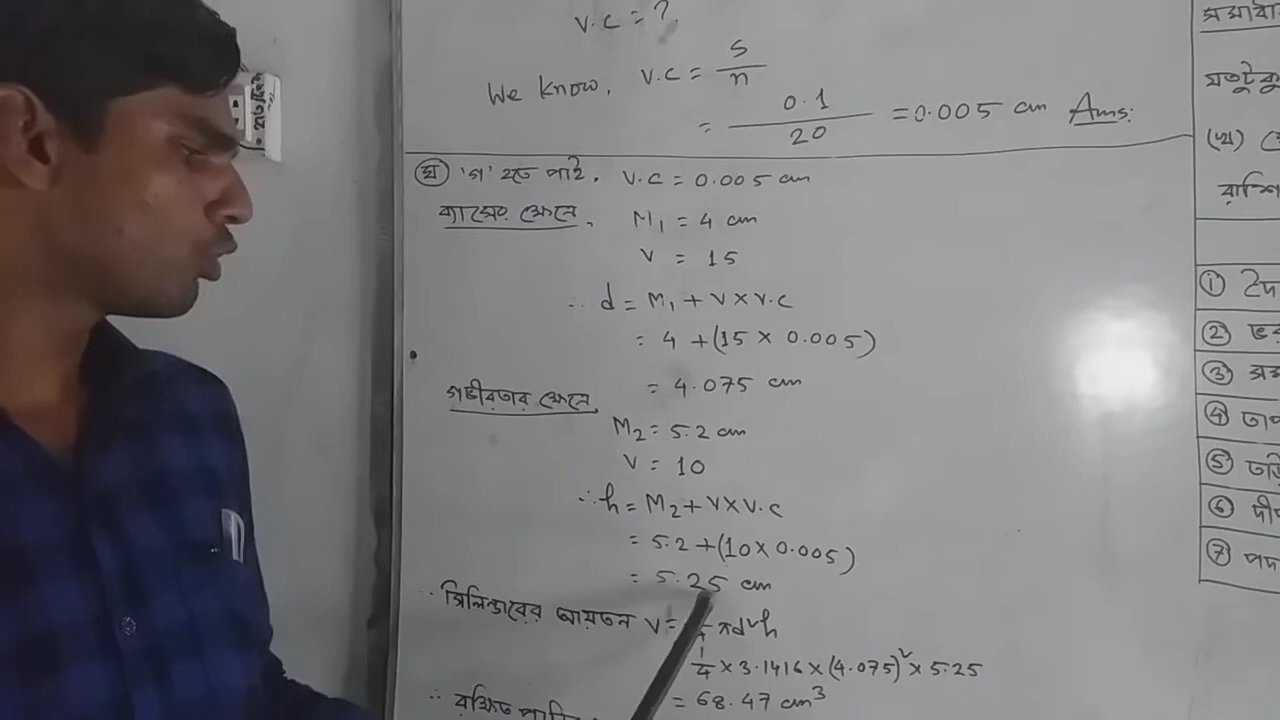 V.C = ?
We know, V.C = S/n
= 0.1/20 = 0.005 cm Ans:
(ঘ) 'গ' হতে পাই, V.C = 0.005 cm
ব্যাসের ক্ষেত্রে, M₁ = 4 cm
V = 15
∴ d = M₁ + V × V.C
= 4 + (15 × 0.005)
= 4.075 cm
গভীরতার ক্ষেত্রে,
M₂ = 5.2 cm
V = 10
∴ h = M₂ + V × V.C
= 5.2 + (10 × 0.005)
= 5.25 cm
∴ সিলিন্ডারের আয়তন V = πd²h
1/4 × 3.1416 × (4.075)² × 5.25
= 68.47 cm³
∴ রক্ষিত
(খ)
রাশি
①
②
③
④ তাপ
⑤
⑥
⑦ পদ